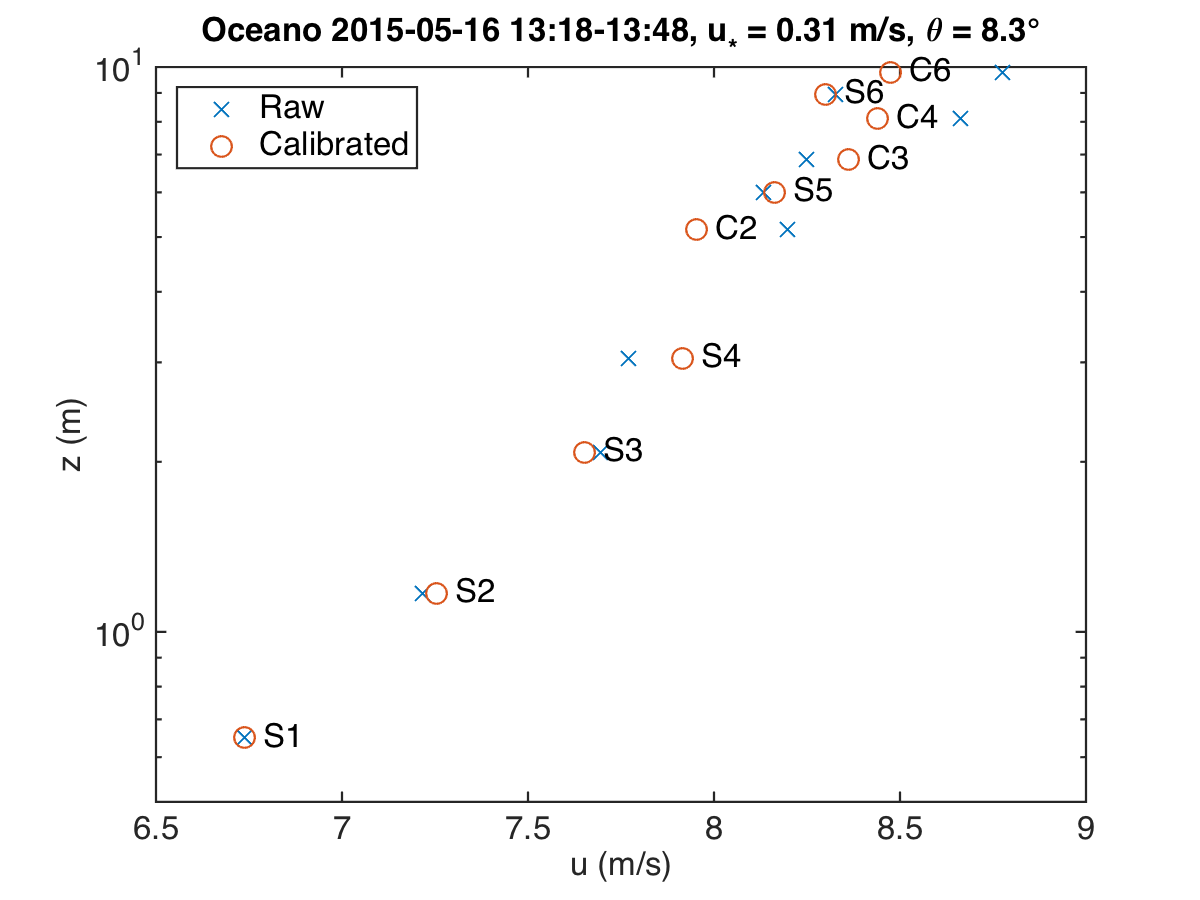 Oceano 2015-05-16 13:18-13:48, u* = 0.31 m/s, θ = 8.3°
10^1
Raw
Calibrated
C6
S6
C4
C3
S5
C2
S4
S3
z (m)
S2
10^0
S1
6.5 7 7.5 8 8.5 9
u (m/s)